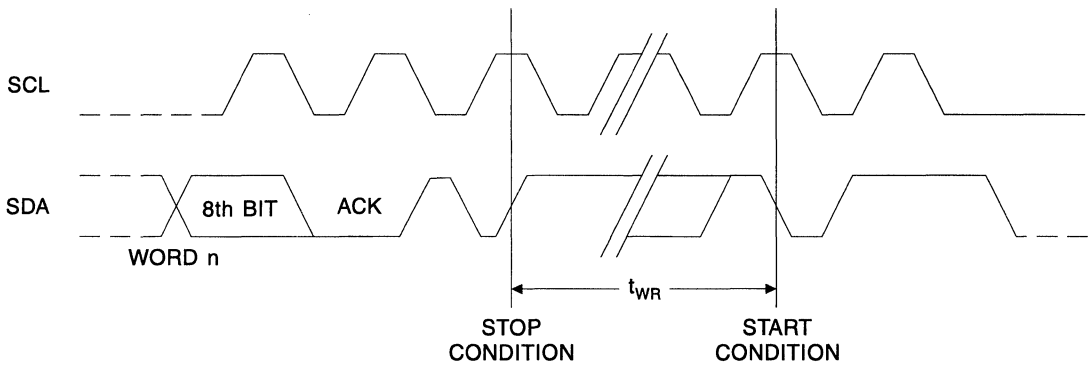 SCL
SDA
8th BIT
ACK
WORD n
tWR
STOP
CONDITION
START
CONDITION